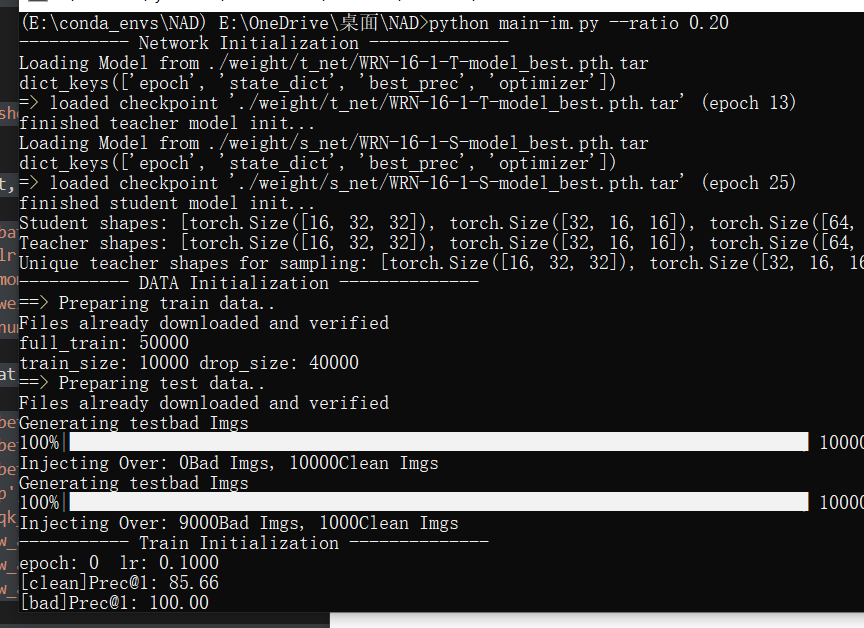 (E:\conda_envs\NAD) E:\OneDrive\桌面\NAD>python main-im.py --ratio 0.20
----------- Network Initialization --------------
Loading Model from ./weight/t_net/WRN-16-1-T-model_best.pth.tar
dict_keys(['epoch', 'state_dict', 'best_prec', 'optimizer'])
=> loaded checkpoint './weight/t_net/WRN-16-1-T-model_best.pth.tar' (epoch 13)
finished teacher model init...
Loading Model from ./weight/s_net/WRN-16-1-S-model_best.pth.tar
dict_keys(['epoch', 'state_dict', 'best_prec', 'optimizer'])
=> loaded checkpoint './weight/s_net/WRN-16-1-S-model_best.pth.tar' (epoch 25)
finished student model init...
Student shapes: [torch.Size([16, 32, 32]), torch.Size([32, 16, 16]), torch.Size([64,
Teacher shapes: [torch.Size([16, 32, 32]), torch.Size([32, 16, 16]), torch.Size([64,
Unique teacher shapes for sampling: [torch.Size([16, 32, 32]), torch.Size([32, 16, 16
----------- DATA Initialization --------------
==> Preparing train data..
Files already downloaded and verified
full_train: 50000
train_size: 10000 drop_size: 40000
==> Preparing test data..
Files already downloaded and verified
Generating testbad Imgs
100%| | 10000
Injecting Over: 0Bad Imgs, 10000Clean Imgs
Generating testbad Imgs
100%| | 10000
Injecting Over: 9000Bad Imgs, 1000Clean Imgs
----------- Train Initialization --------------
epoch: 0 lr: 0.1000
[clean]Prec@1: 85.66
[bad]Prec@1: 100.00